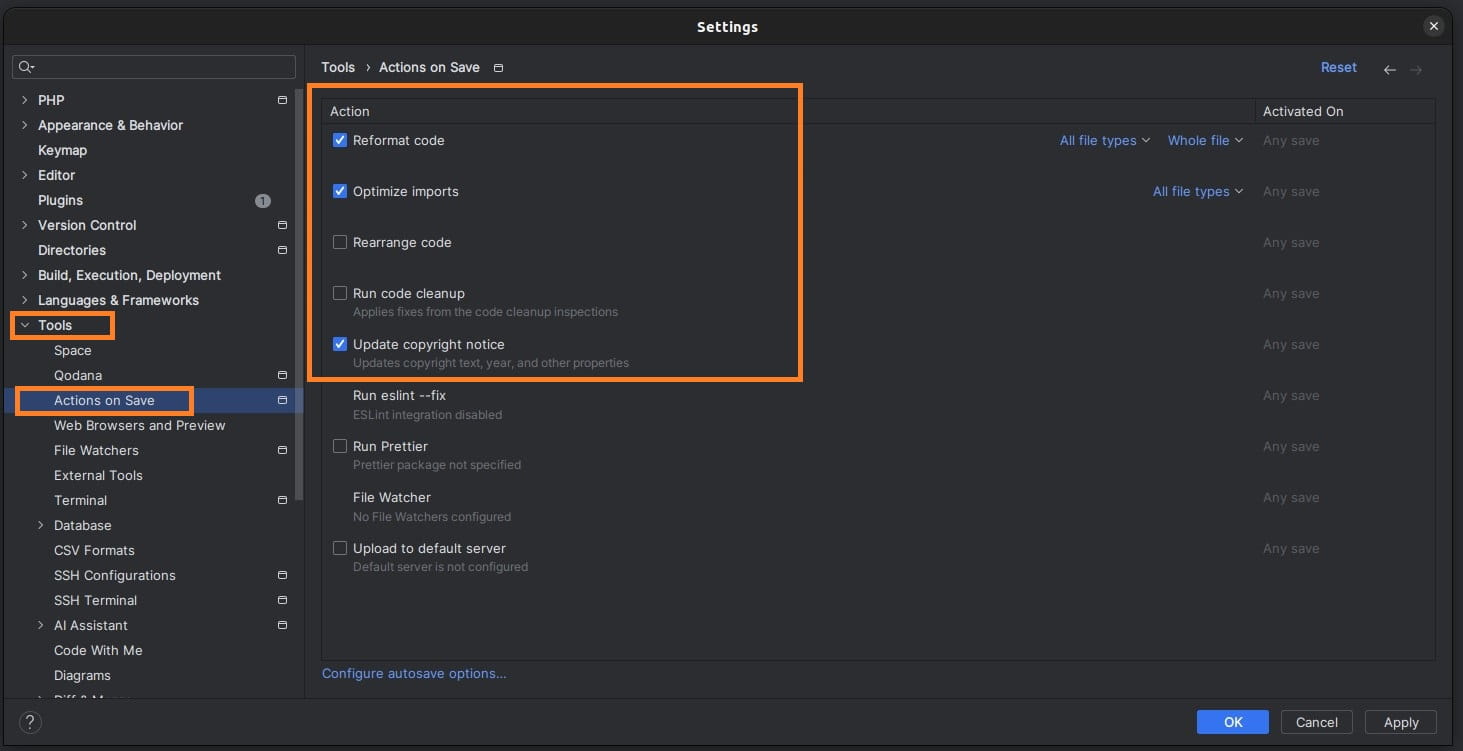 Settings
PHP
Appearance & Behavior
Keymap
Editor
Plugins 1
Version Control
Directories
Build, Execution, Deployment
Languages & Frameworks
Tools
Space
Qodana
Actions on Save
Web Browsers and Preview
File Watchers
External Tools
Terminal
Database
CSV Formats
SSH Configurations
SSH Terminal
AI Assistant
Code With Me
Diagrams
Tools › Actions on Save
Reset
Action Activated On
Reformat code All file types Whole file Any save
Optimize imports All file types Any save
Rearrange code Any save
Run code cleanup Any save
Applies fixes from the code cleanup inspections
Update copyright notice Any save
Updates copyright text, year, and other properties
Run eslint --fix Any save
ESLint integration disabled
Run Prettier Any save
Prettier package not specified
File Watcher Any save
No File Watchers configured
Upload to default server Any save
Default server is not configured
Configure autosave options...
?
OK Cancel Apply